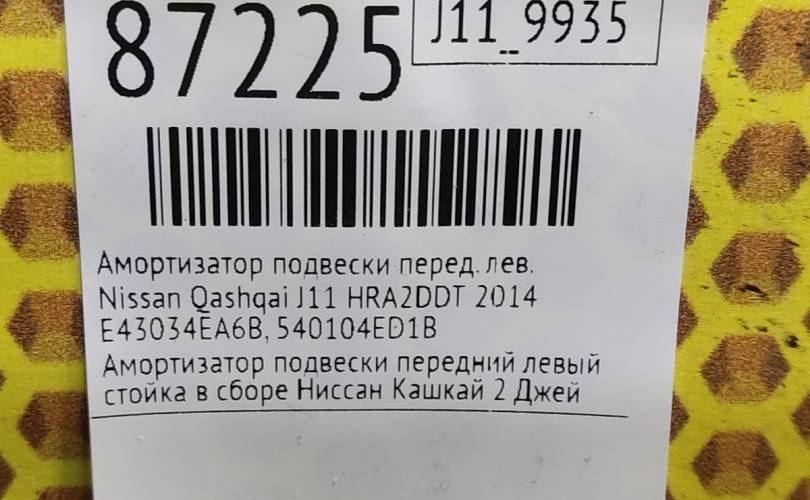 87225
J11_9935
Амортизатор подвески перед. лев.
Nissan Qashqai J11 HRA2DDT 2014
E43034EA6B, 540104ED1B
Амортизатор подвески передний левый
стойка в сборе Ниссан Кашкай 2 Джей